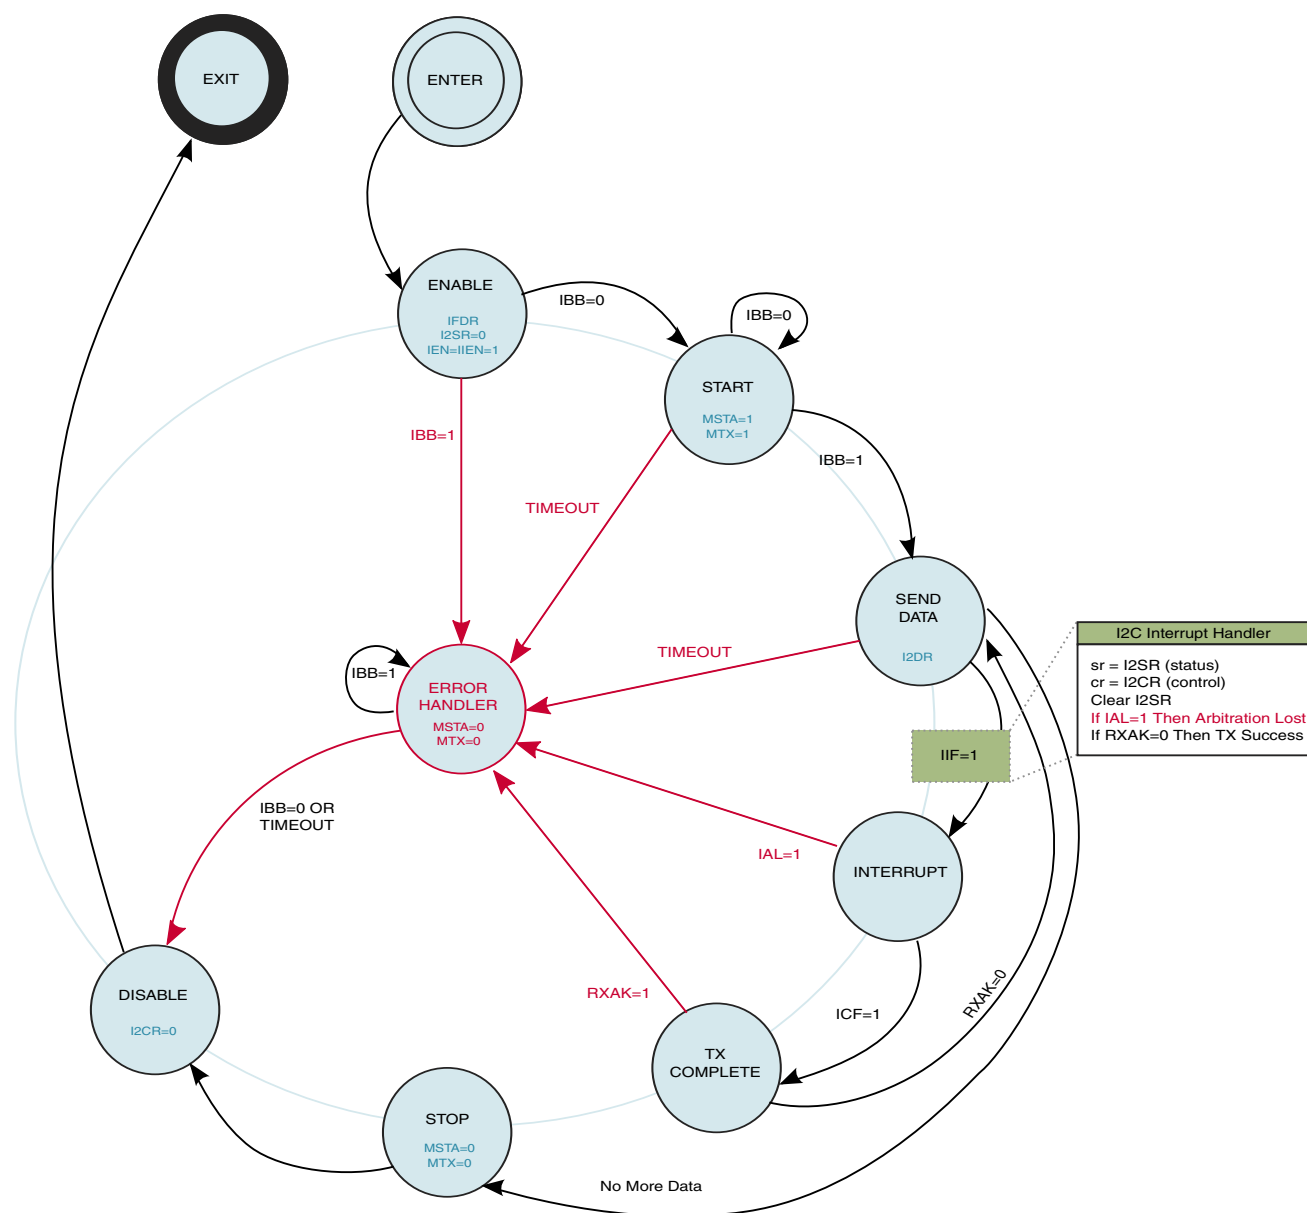 EXIT
ENTER
ENABLE
IFDR
I2SR=0
IEN=IIEN=1
IBB=0
IBB=0
START
MSTA=1
MTX=1
IBB=1
IBB=1
TIMEOUT
SEND
DATA
I2DR
TIMEOUT
I2C Interrupt Handler
sr = I2SR (status)
cr = I2CR (control)
Clear I2SR
If IAL=1 Then Arbitration Lost
If RXAK=0 Then TX Success
IBB=1
ERROR
HANDLER
MSTA=0
MTX=0
IIF=1
IBB=0 OR
TIMEOUT
IAL=1
INTERRUPT
RXAK=1
ICF=1
RXAK=0
DISABLE
I2CR=0
TX
COMPLETE
STOP
MSTA=0
MTX=0
No More Data